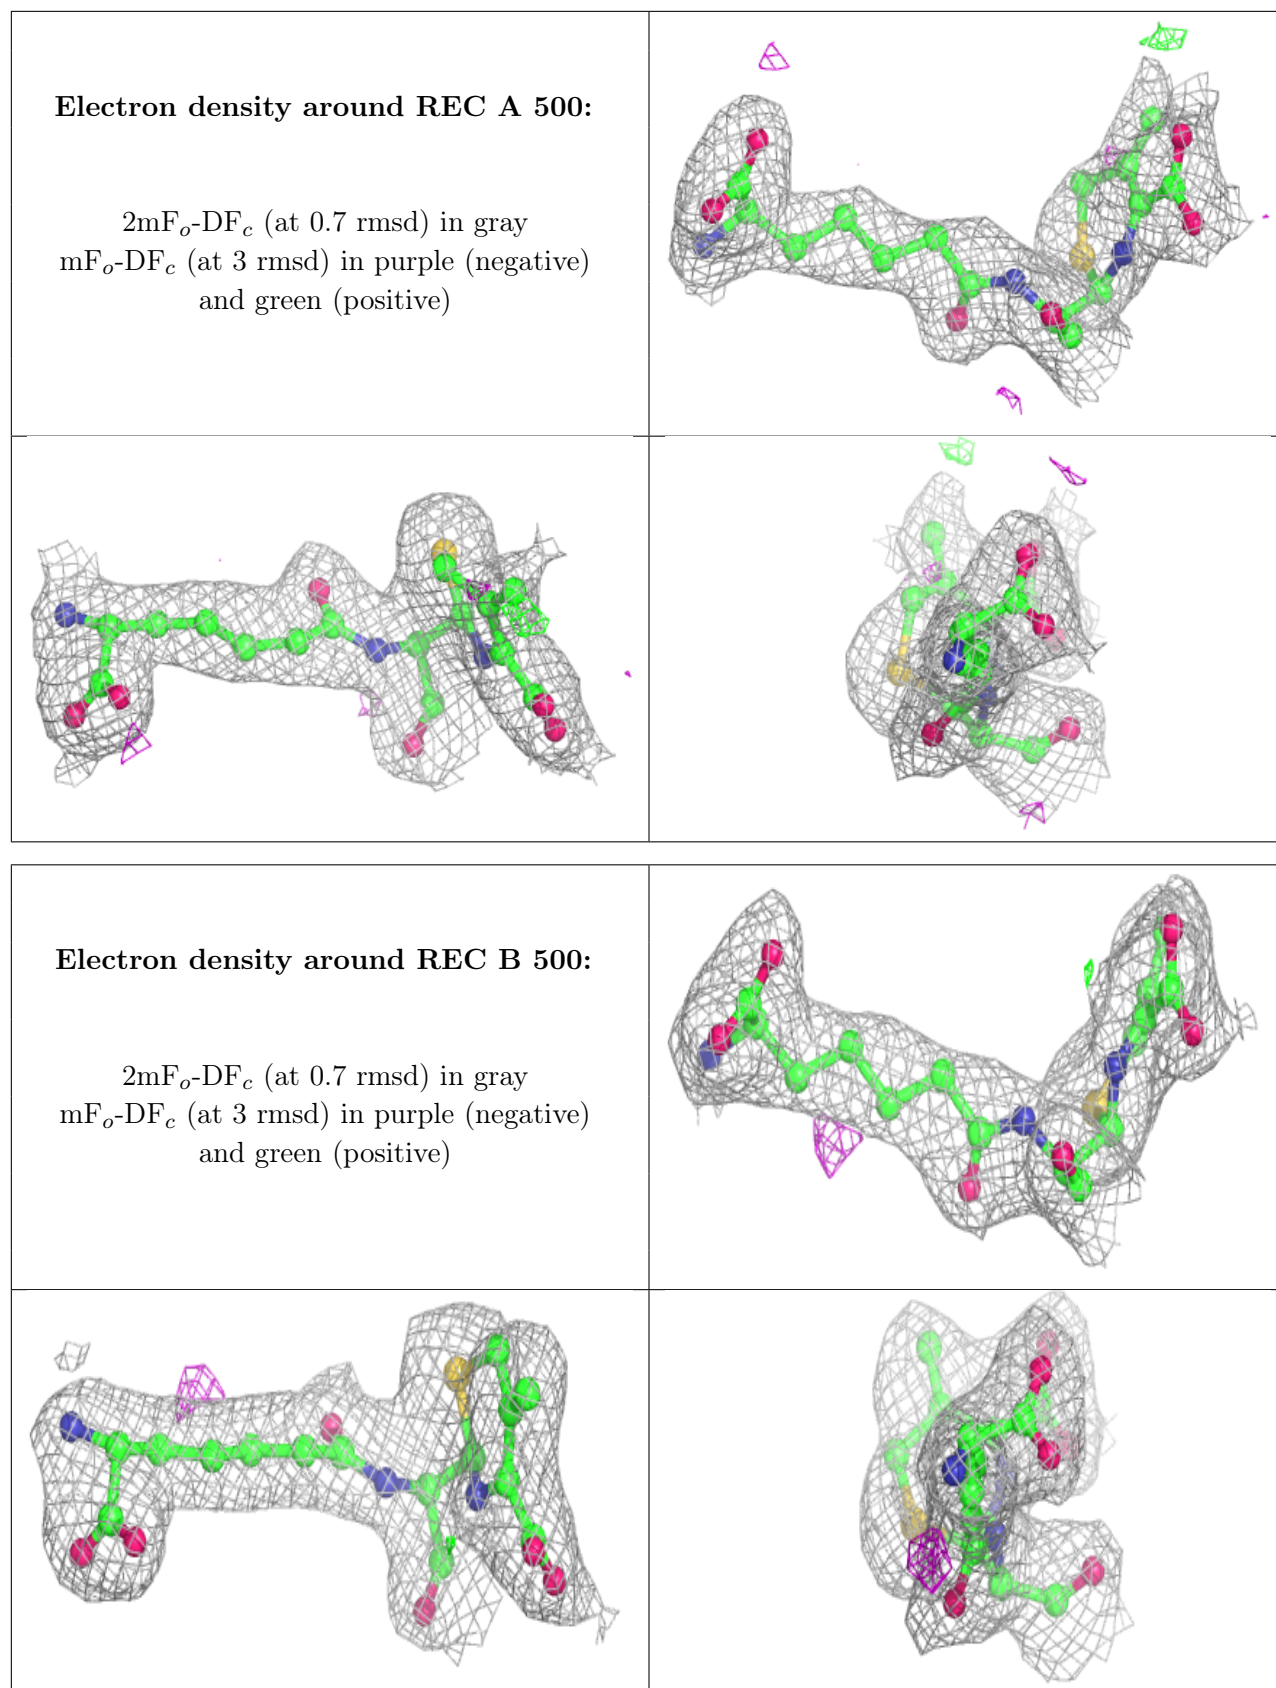 Electron density around REC A 500:
2mFo-DFc (at 0.7 rmsd) in gray
mFo-DFc (at 3 rmsd) in purple (negative)
and green (positive)
Electron density around REC B 500:
2mFo-DFc (at 0.7 rmsd) in gray
mFo-DFc (at 3 rmsd) in purple (negative)
and green (positive)